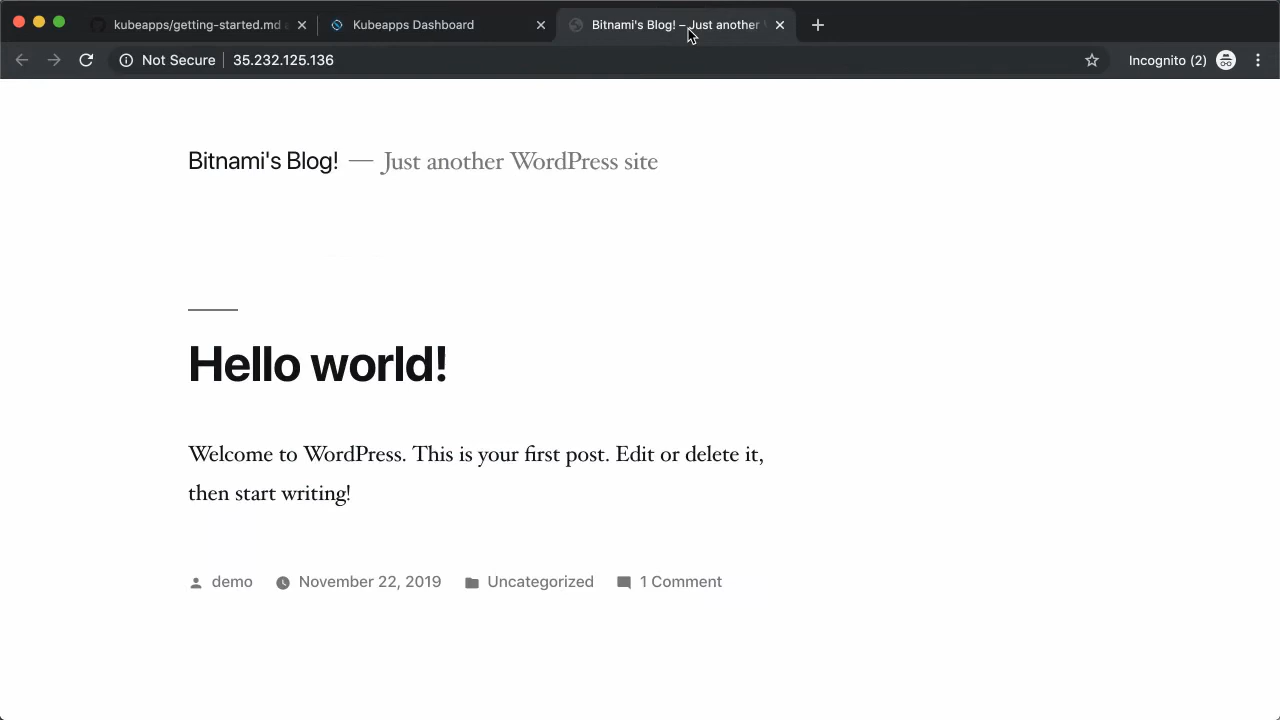 kubeapps/getting-started.md
Kubeapps Dashboard
Bitnami's Blog! – Just another
Not Secure
35.232.125.136
Incognito (2)
Bitnami's Blog! — Just another WordPress site
Hello world!
Welcome to WordPress. This is your first post. Edit or delete it,
then start writing!
demo
November 22, 2019
Uncategorized
1 Comment